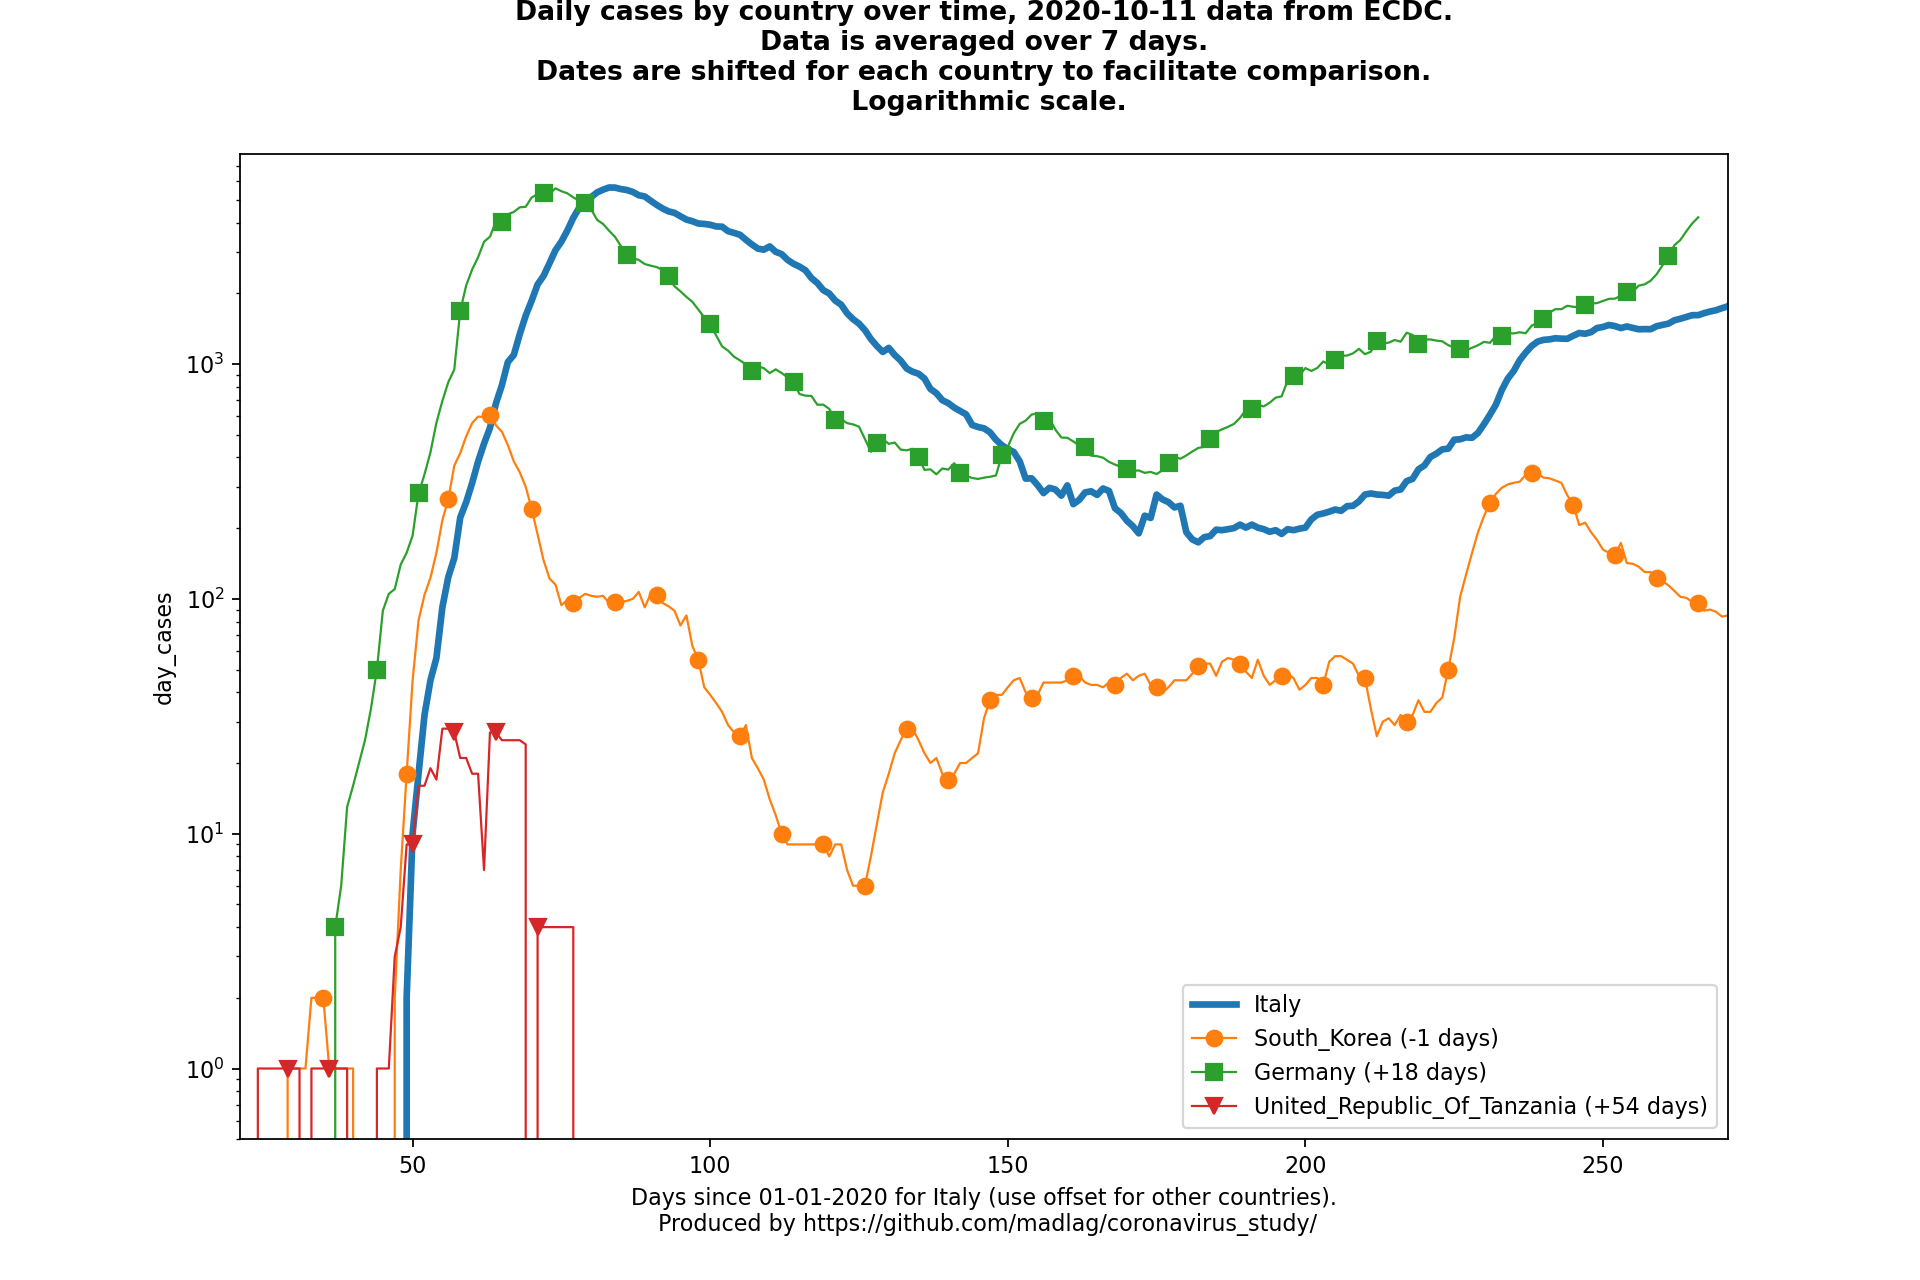 Daily cases by country over time, 2020-10-11 data from ECDC.
Data is averaged over 7 days.
Dates are shifted for each country to facilitate comparison.
Logarithmic scale.
day_cases
10³
10²
10¹
10⁰
50 100 150 200 250
Italy
South_Korea (-1 days)
Germany (+18 days)
United_Republic_Of_Tanzania (+54 days)
Days since 01-01-2020 for Italy (use offset for other countries).
Produced by https://github.com/madlag/coronavirus_study/